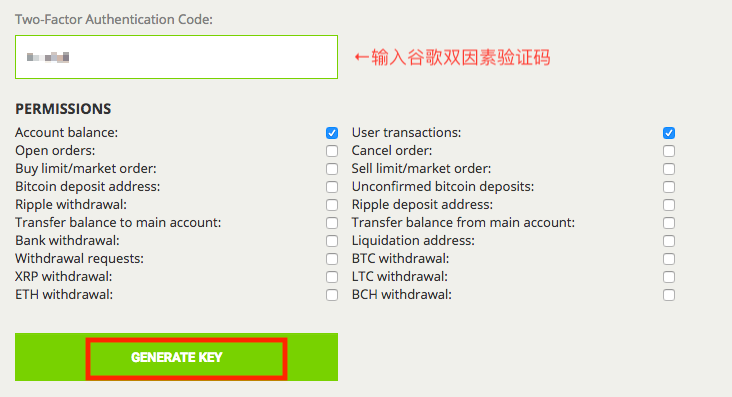 Two-Factor Authentication Code:
←输入谷歌双因素验证码
PERMISSIONS
Account balance: User transactions:
Open orders: Cancel order:
Buy limit/market order: Sell limit/market order:
Bitcoin deposit address: Unconfirmed bitcoin deposits:
Ripple withdrawal: Ripple deposit address:
Transfer balance to main account: Transfer balance from main account:
Bank withdrawal: Liquidation address:
Withdrawal requests: BTC withdrawal:
XRP withdrawal: LTC withdrawal:
ETH withdrawal: BCH withdrawal:
GENERATE KEY